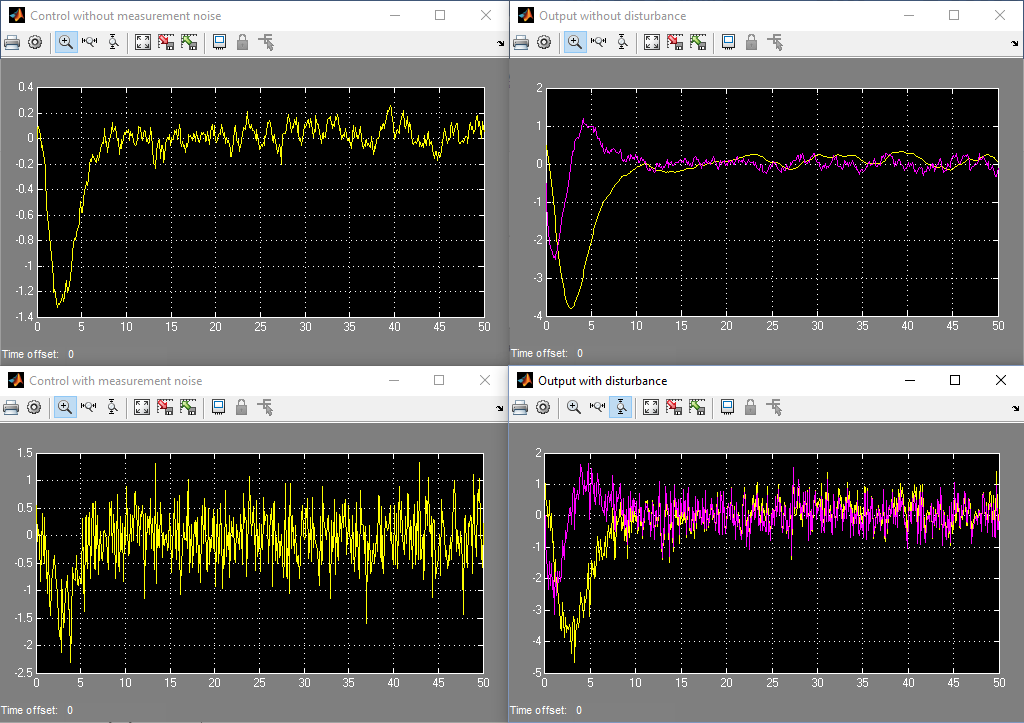 Control without measurement noise
0.4
0.2
0
-0.2
-0.4
-0.6
-0.8
-1
-1.2
-1.4
0 5 10 15 20 25 30 35 40 45 50
Time offset: 0
Output without disturbance
2
1
0
-1
-2
-3
-4
0 5 10 15 20 25 30 35 40 45 50
Time offset: 0
Control with measurement noise
1.5
1
0.5
0
-0.5
-1
-1.5
-2
-2.5
0 5 10 15 20 25 30 35 40 45 50
Time offset: 0
Output with disturbance
2
1
0
-1
-2
-3
-4
-5
0 5 10 15 20 25 30 35 40 45 50
Time offset: 0